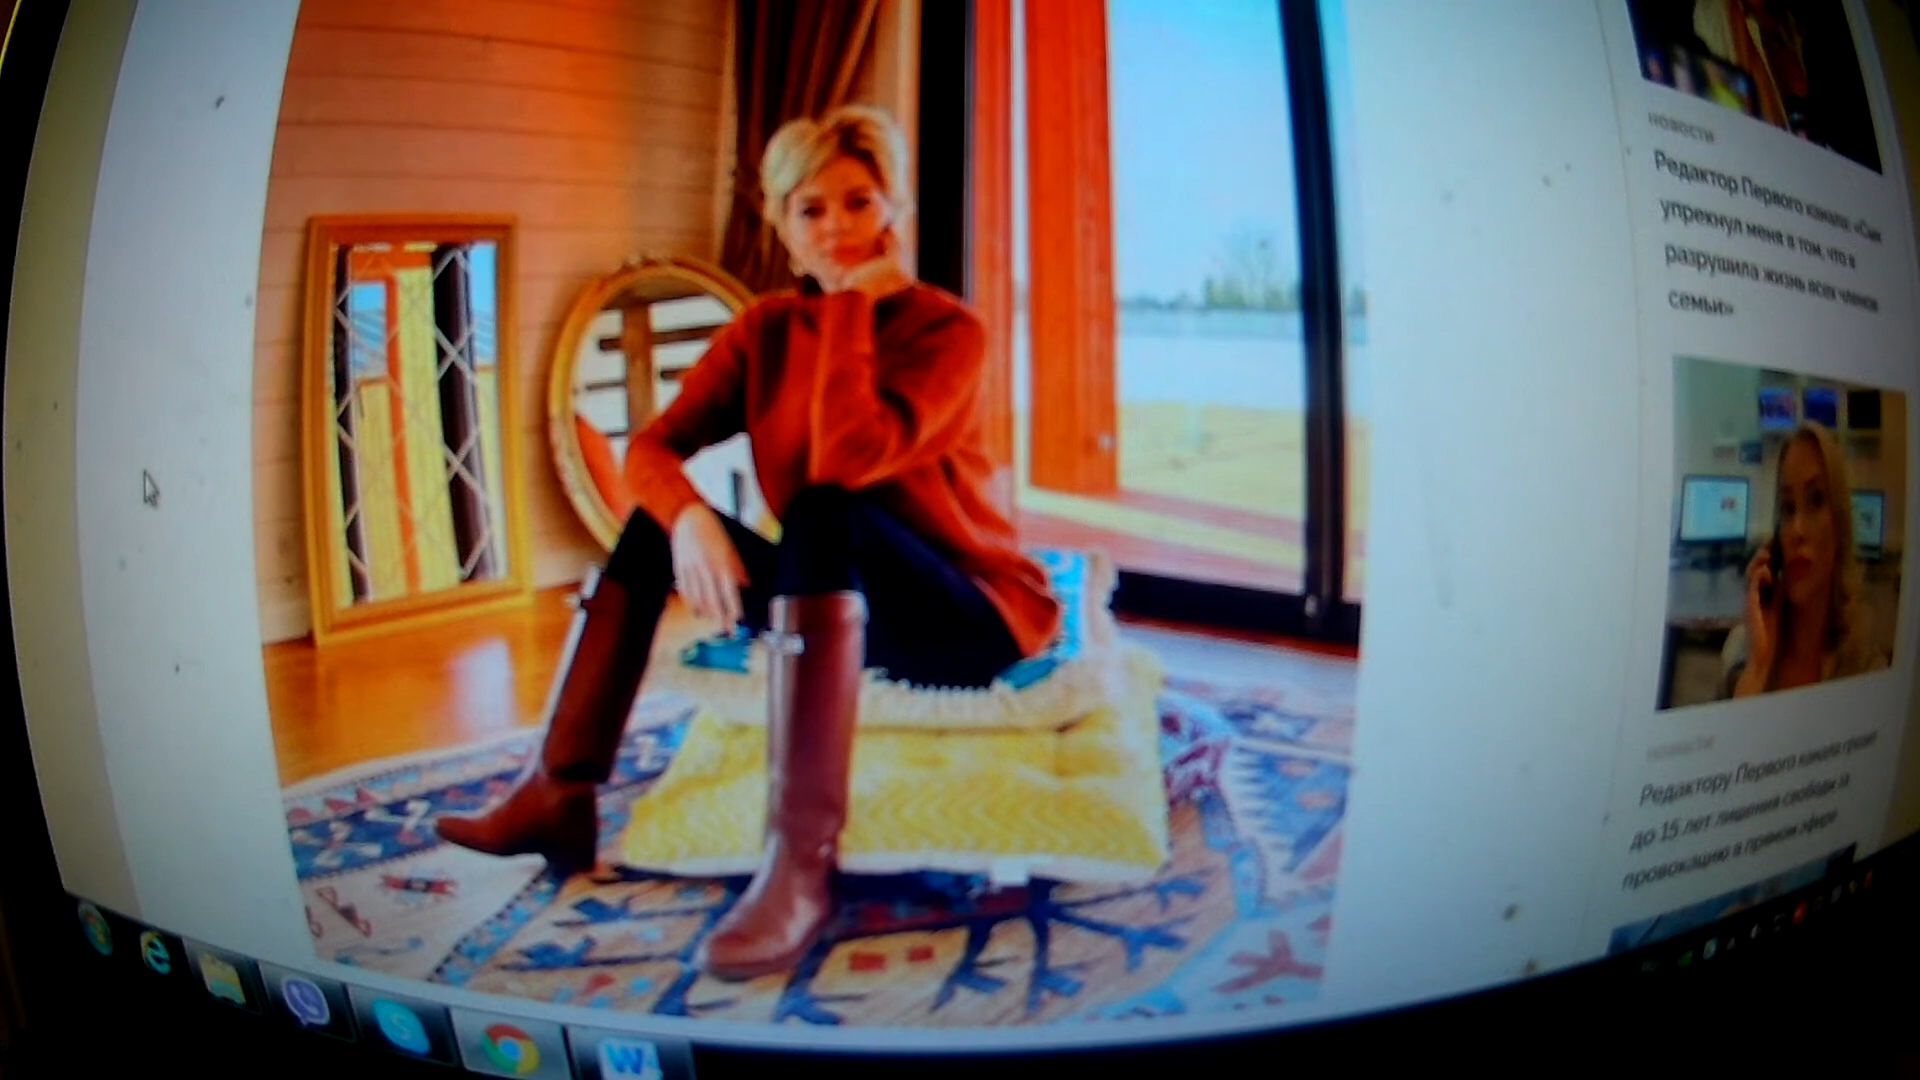 НОВОСТИ
Редактор Первого канала: «Сын
упрекнул меня в том, что я
разрушила жизнь всех членов
семьи»
НОВОСТИ
Редактору Первого канала грозит
до 15 лет лишения свободы за
провокацию в прямом эфире